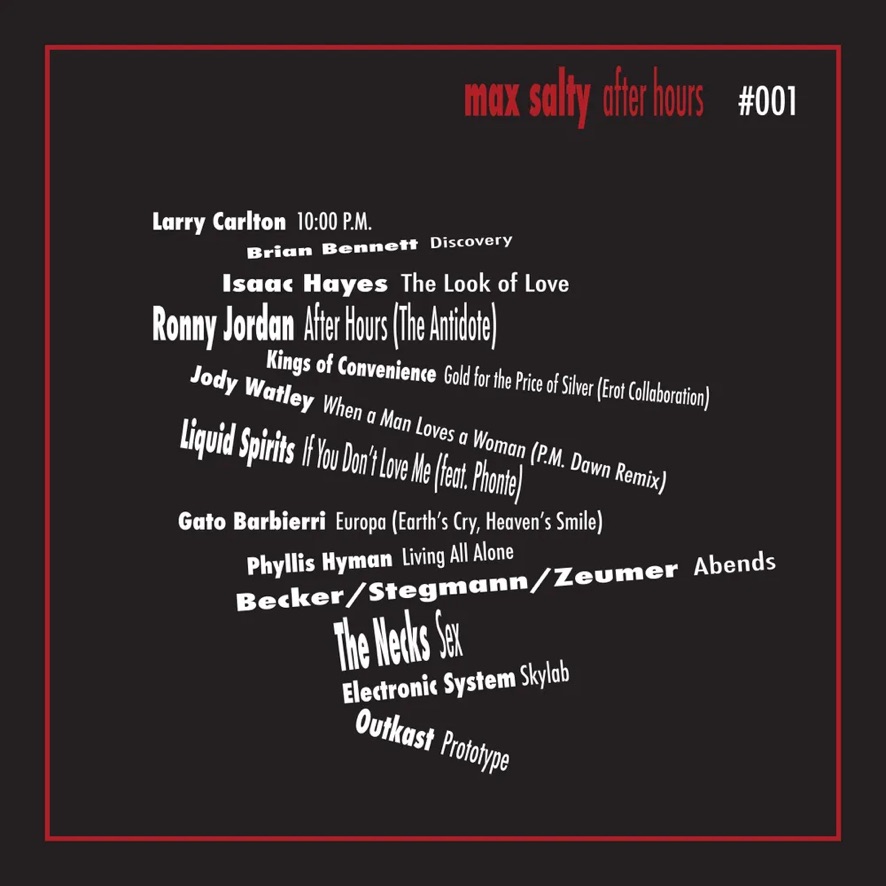 max salty after hours #001
Larry Carlton 10:00 P.M.
Brian Bennett Discovery
Isaac Hayes The Look of Love
Ronny Jordan After Hours (The Antidote)
Kings of Convenience Gold for the Price of Silver (Erot Collaboration)
Jody Watley When a Man Loves a Woman (P.M. Dawn Remix)
Liquid Spirits If You Don't Love Me (feat. Phonte)
Gato Barbierri Europa (Earth's Cry, Heaven's Smile)
Phyllis Hyman Living All Alone
Becker/Stegmann/Zeumer Abends
The Necks Sex
Electronic System Skylab
Outkast Prototype